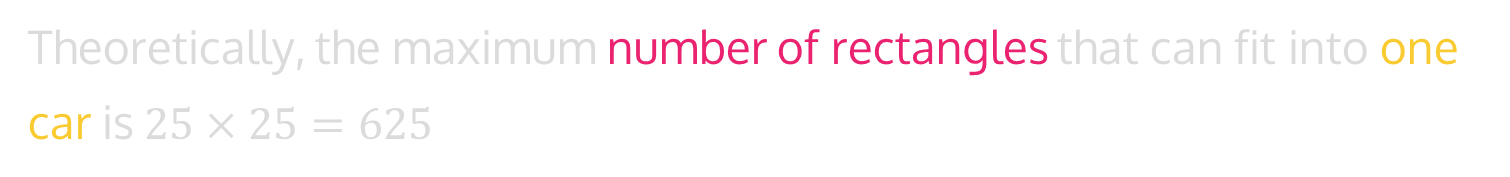 Theoretically, the maximum number of rectangles that can fit into one
car is 25 × 25 = 625